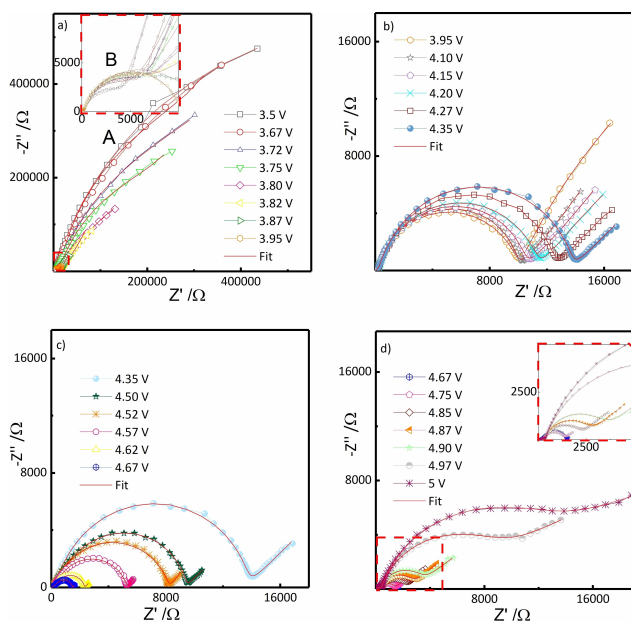 a)
B
5000
0
0
5000
A
-Z'' /Ω
400000
200000
0
200000
400000
Z' /Ω
3.5 V
3.67 V
3.72 V
3.75 V
3.80 V
3.82 V
3.87 V
3.95 V
Fit
b)
-Z'' /Ω
16000
8000
0
0
8000
16000
Z' /Ω
3.95 V
4.10 V
4.15 V
4.20 V
4.27 V
4.35 V
Fit
c)
-Z'' /Ω
16000
8000
0
0
8000
16000
Z' /Ω
4.35 V
4.50 V
4.52 V
4.57 V
4.62 V
4.67 V
Fit
d)
-Z'' /Ω
16000
8000
0
0
8000
16000
Z' /Ω
4.67 V
4.75 V
4.85 V
4.87 V
4.90 V
4.97 V
5 V
Fit
2500
2500